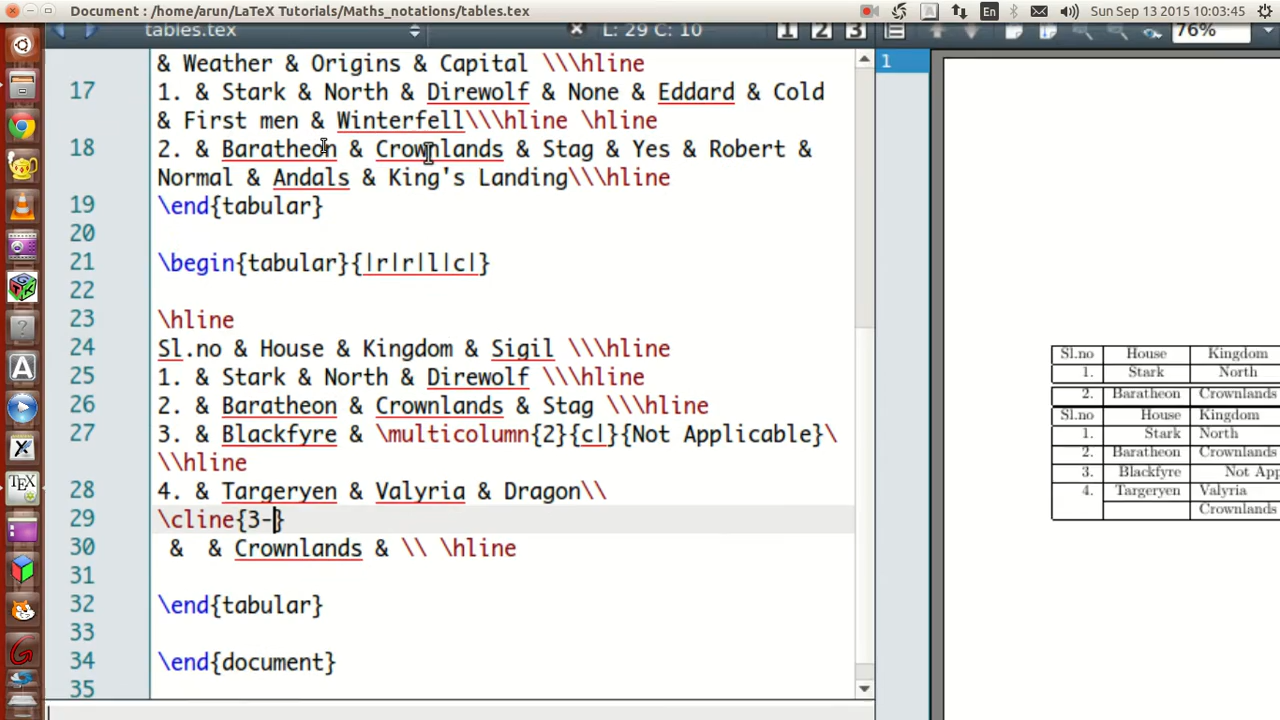 Document : /home/arun/LaTeX Tutorials/Maths_notations/tables.tex
En
Sun Sep 13 2015 10:03:45
tables.tex
L: 29 C: 10
1 2 3
76%
& Weather & Origins & Capital \\\hline
17 1. & Stark & North & Direwolf & None & Eddard & Cold
& First men & Winterfell\\\hline \hline
18 2. & Baratheon & Crownlands & Stag & Yes & Robert &
Normal & Andals & King's Landing\\\hline
19 \end{tabular}
20
21 \begin{tabular}{|r|r|l|c|}
22
23 \hline
24 Sl.no & House & Kingdom & Sigil \\\hline
25 1. & Stark & North & Direwolf \\\hline
26 2. & Baratheon & Crownlands & Stag \\\hline
27 3. & Blackfyre & \multicolumn{2}{c|}{Not Applicable}\
\\hline
28 4. & Targeryen & Valyria & Dragon\\
29 \cline{3-}
30 &  & Crownlands & \\ \hline
31
32 \end{tabular}
33
34 \end{document}
35
1
Sl.no House Kingdom
1. Stark North
2. Baratheon Crownlands
Sl.no House Kingdom
1. Stark North
2. Baratheon Crownlands
3. Blackfyre Not App
4. Targeryen Valyria
Crownlands
TEX